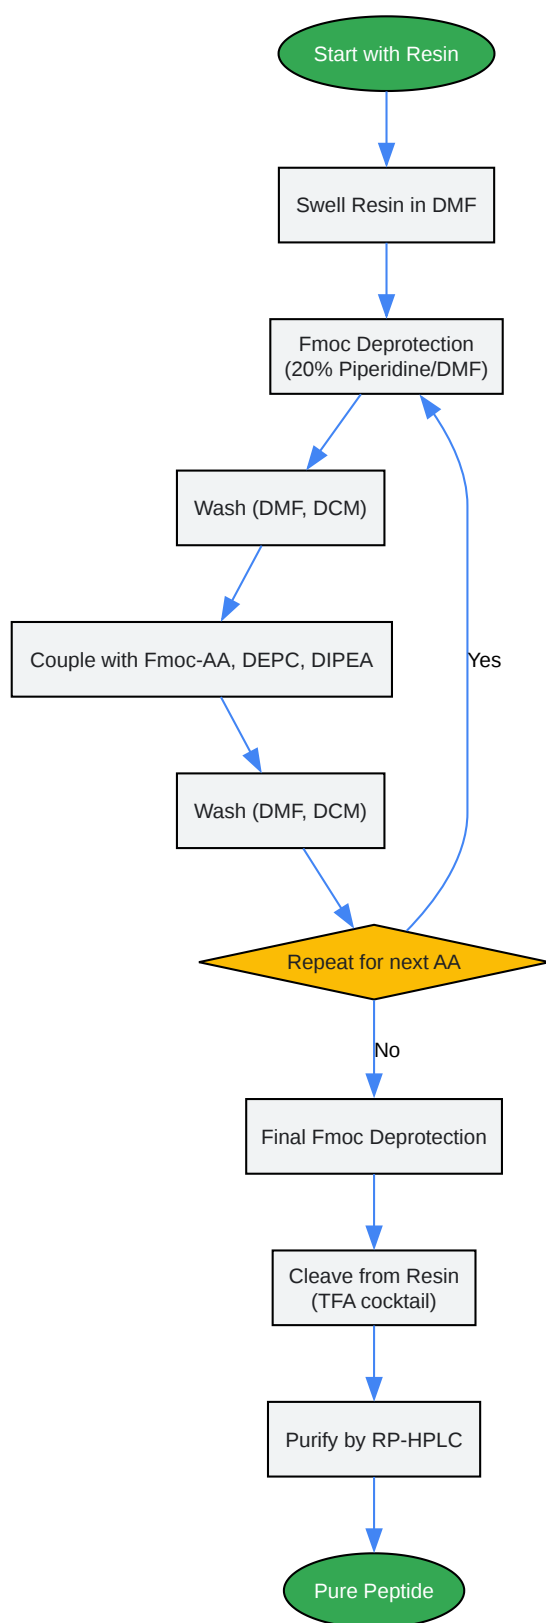 Start with Resin
Swell Resin in DMF
Fmoc Deprotection
(20% Piperidine/DMF)
Wash (DMF, DCM)
Couple with Fmoc-AA, DEPC, DIPEA
Yes
Wash (DMF, DCM)
Repeat for next AA
No
Final Fmoc Deprotection
Cleave from Resin
(TFA cocktail)
Purify by RP-HPLC
Pure Peptide